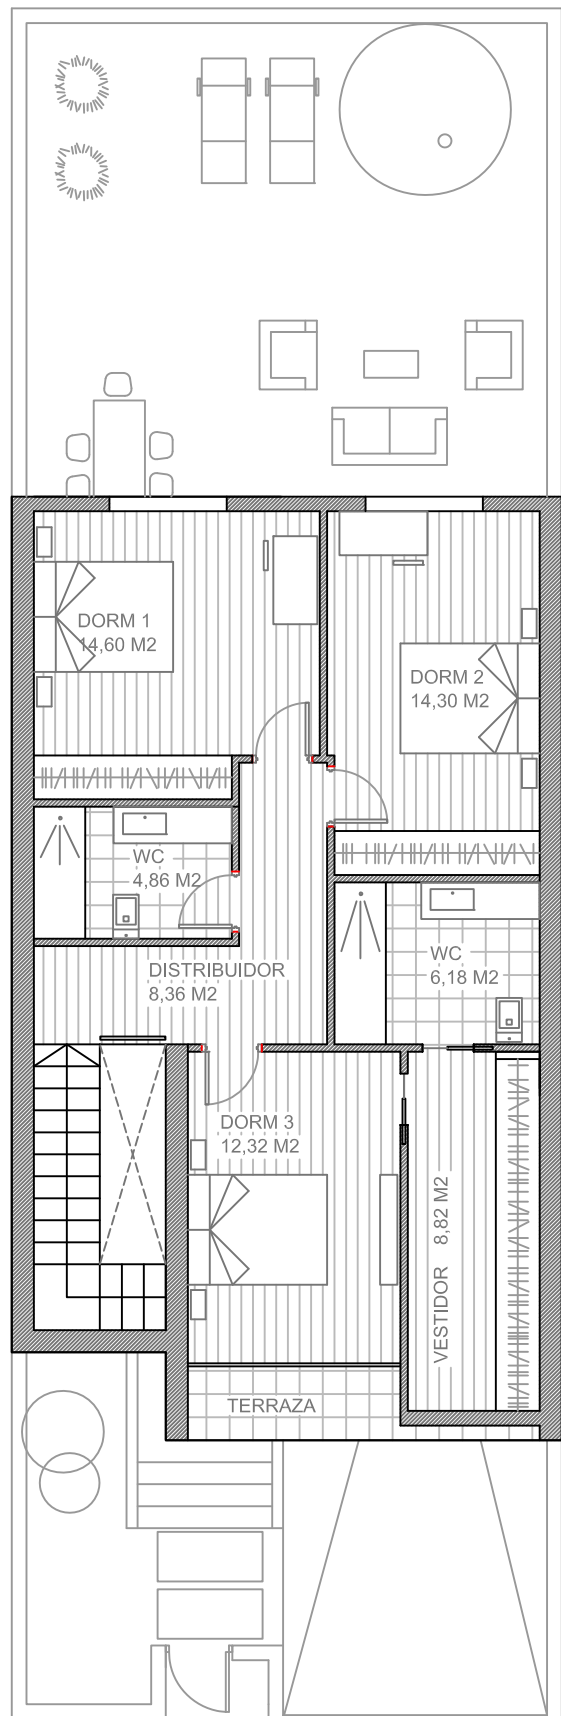 DORM 1
14,60 M2
DORM 2
14,30 M2
WC
4,86 M2
WC
6,18 M2
DISTRIBUIDOR
8,36 M2
DORM 3
12,32 M2
VESTIDOR 8,82 M2
TERRAZA